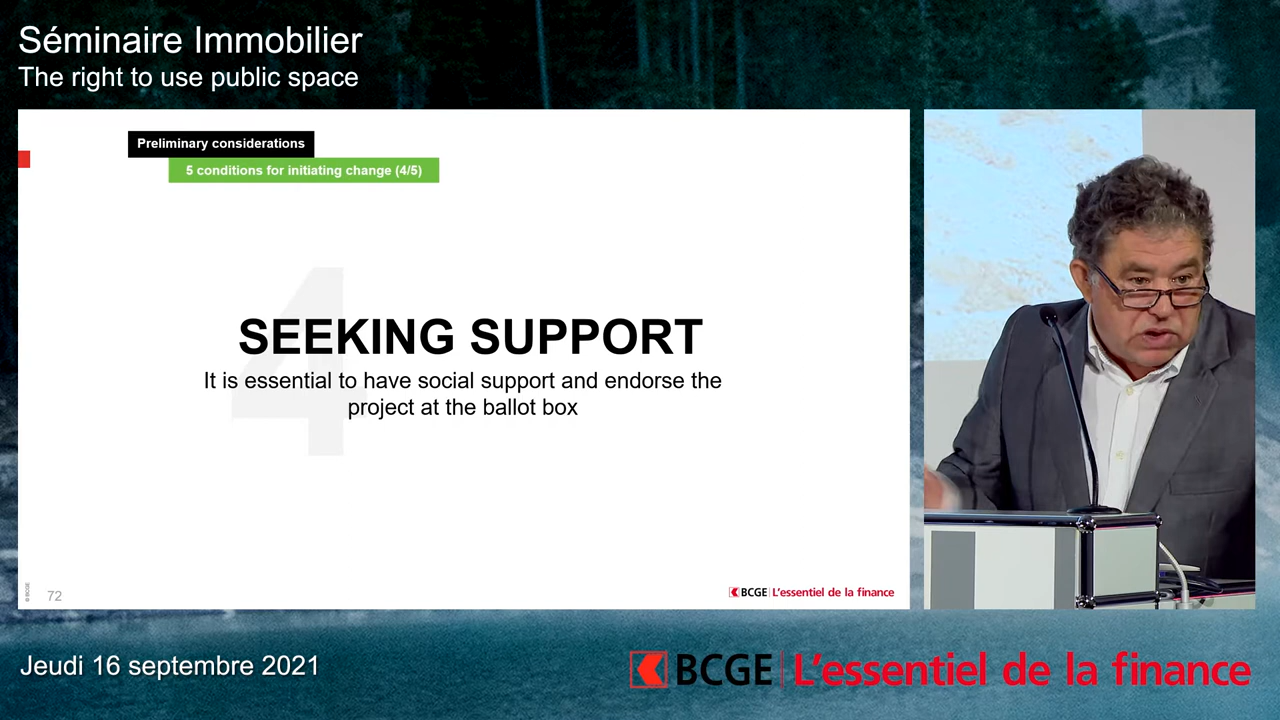 Séminaire Immobilier
The right to use public space
Preliminary considerations
5 conditions for initiating change (4/5)
4
SEEKING SUPPORT
It is essential to have social support and endorse the
project at the ballot box
© BCGE
72
BCGE L'essentiel de la finance
Jeudi 16 septembre 2021
BCGE L'essentiel de la finance